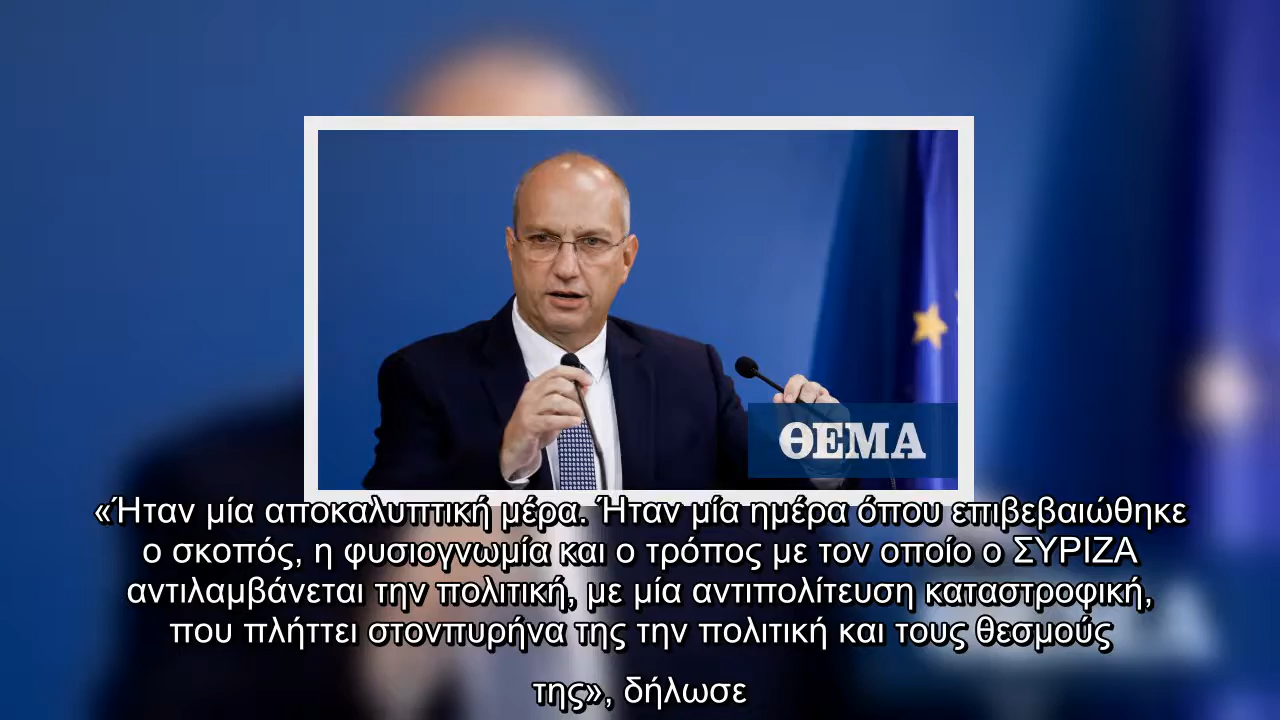 ΘΕΜΑ
«Ήταν μία αποκαλυπτική μέρα. Ήταν μία ημέρα όπου επιβεβαιώθηκε
ο σκοπός, η φυσιογνωμία και ο τρόπος με τον οποίο ο ΣΥΡΙΖΑ
αντιλαμβάνεται την πολιτική, με μία αντιπολίτευση καταστροφική,
που πλήττει στονπυρήνα της την πολιτική και τους θεσμούς
της», δήλωσε